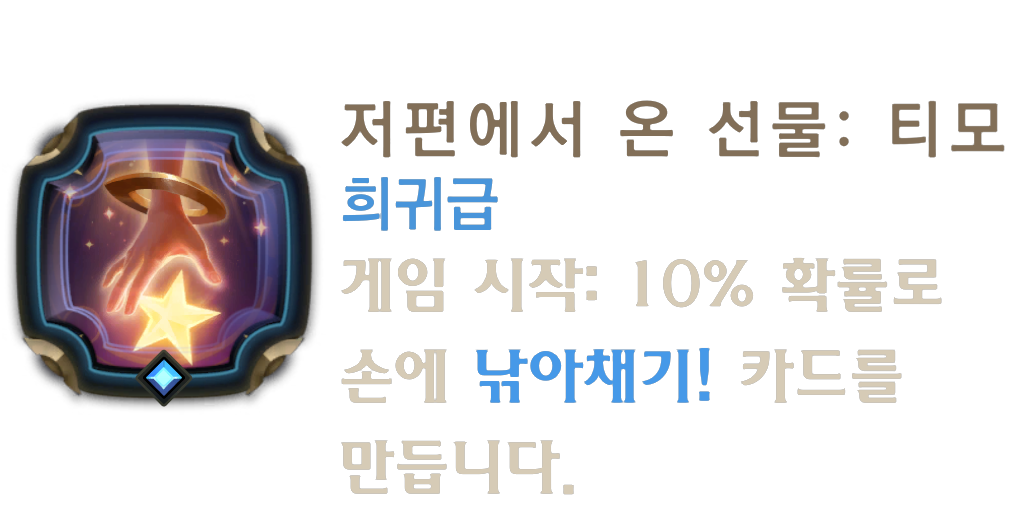 저편에서 온 선물: 티모
희귀급
게임 시작: 10% 확률로
손에 낚아채기! 카드를
만듭니다.